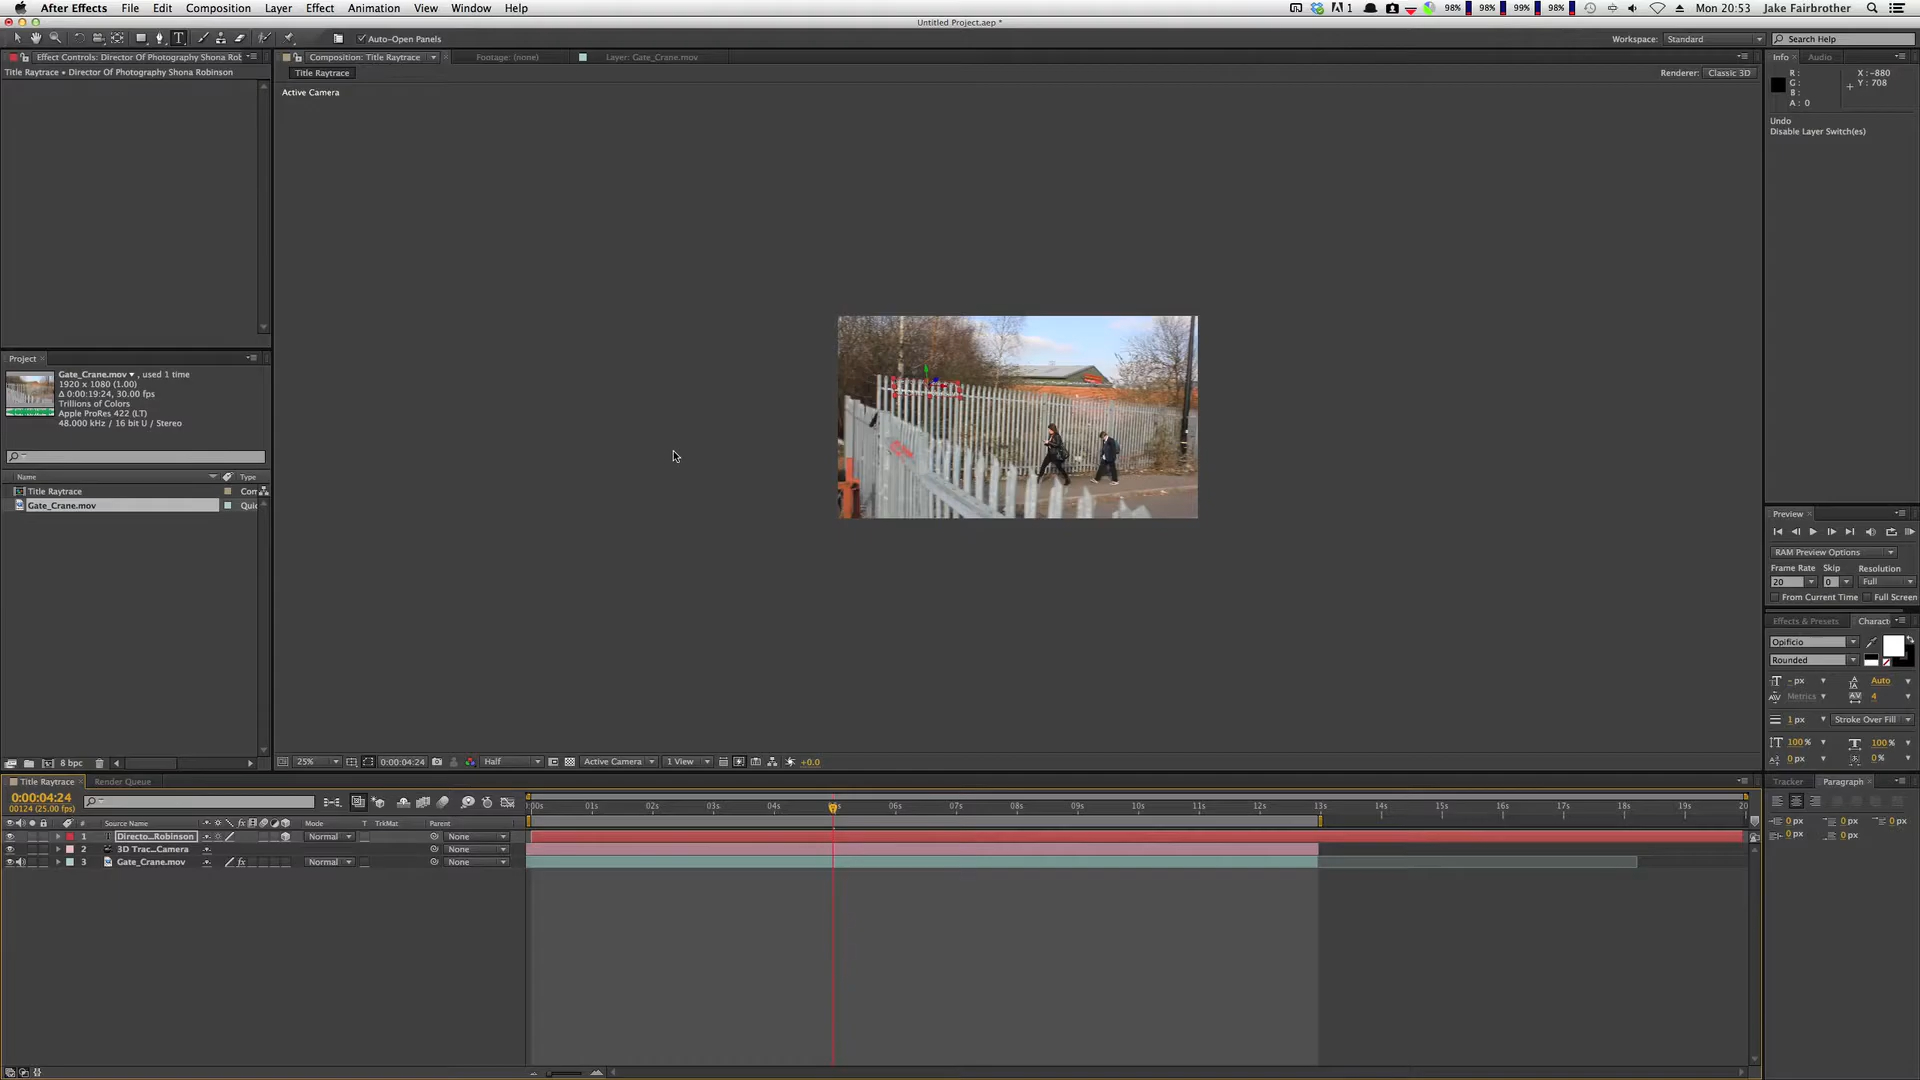 After Effects File Edit Composition Layer Effect Animation View Window Help
1 98% 98% 99% 98% Mon 20:53 Jake Fairbrother
Untitled Project.aep *
Auto-Open Panels
Workspace: Standard Search Help
Effect Controls: Director Of Photography Shona Rob
Title Raytrace • Director Of Photography Shona Robinson
Composition: Title Raytrace Footage: (none) Layer: Gate_Crane.mov
Title Raytrace
Renderer: Classic 3D
Active Camera
Info Audio
R: X: -880
G: Y: 708
B:
A: 0
Undo
Disable Layer Switch(es)
Project
Gate_Crane.mov ▾ , used 1 time
1920 x 1080 (1.00)
Δ 0:00:19:24, 30.00 fps
Trillions of Colors
Apple ProRes 422 (LT)
48.000 kHz / 16 bit U / Stereo
Name Type
Title Raytrace Con
Gate_Crane.mov Quic
8 bpc
25% 0:00:04:24 Half Active Camera 1 View +0.0
Preview
RAM Preview Options
Frame Rate Skip Resolution
20 0 Full
From Current Time Full Screen
Effects & Presets Charact
Opificio
Rounded
- px Auto
Metrics 4
1 px Stroke Over Fill
100% 100%
0 px 0 %
Tracker Paragraph
0 px 0 px 0 px
0 px 0 px
Title Raytrace Render Queue
0:00:04:24
00124 (25.00 fps)
:00s 01s 02s 03s 04s 06s 07s 08s 09s 10s 11s 12s 13s 14s 15s 16s 17s 18s 19s 20
# Source Name Mode T TrkMat Parent
1 Directo...Robinson Normal None
2 3D Trac...Camera None
3 Gate_Crane.mov Normal None